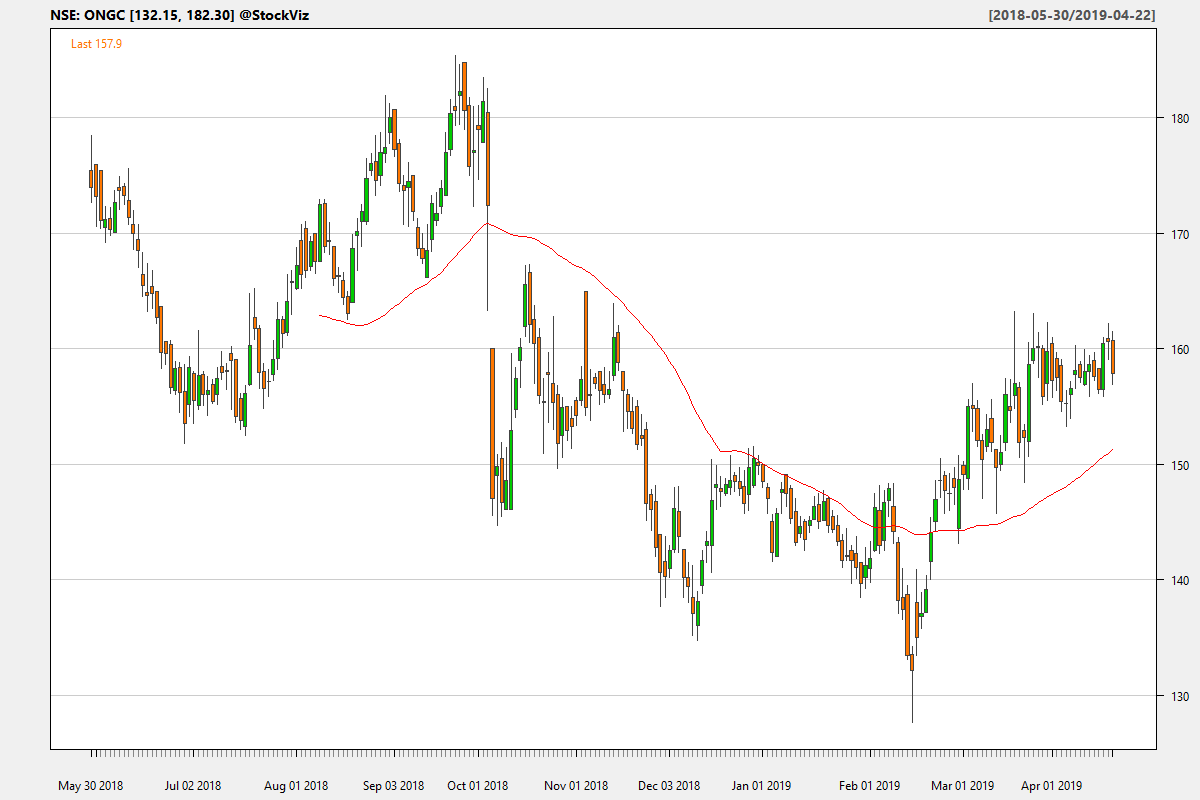 NSE: ONGC [132.15, 182.30] @StockViz [2018-05-30/2019-04-22]
Last 157.9
180
170
160
150
140
130
May 30 2018 Jul 02 2018 Aug 01 2018 Sep 03 2018 Oct 01 2018 Nov 01 2018 Dec 03 2018 Jan 01 2019 Feb 01 2019 Mar 01 2019 Apr 01 2019